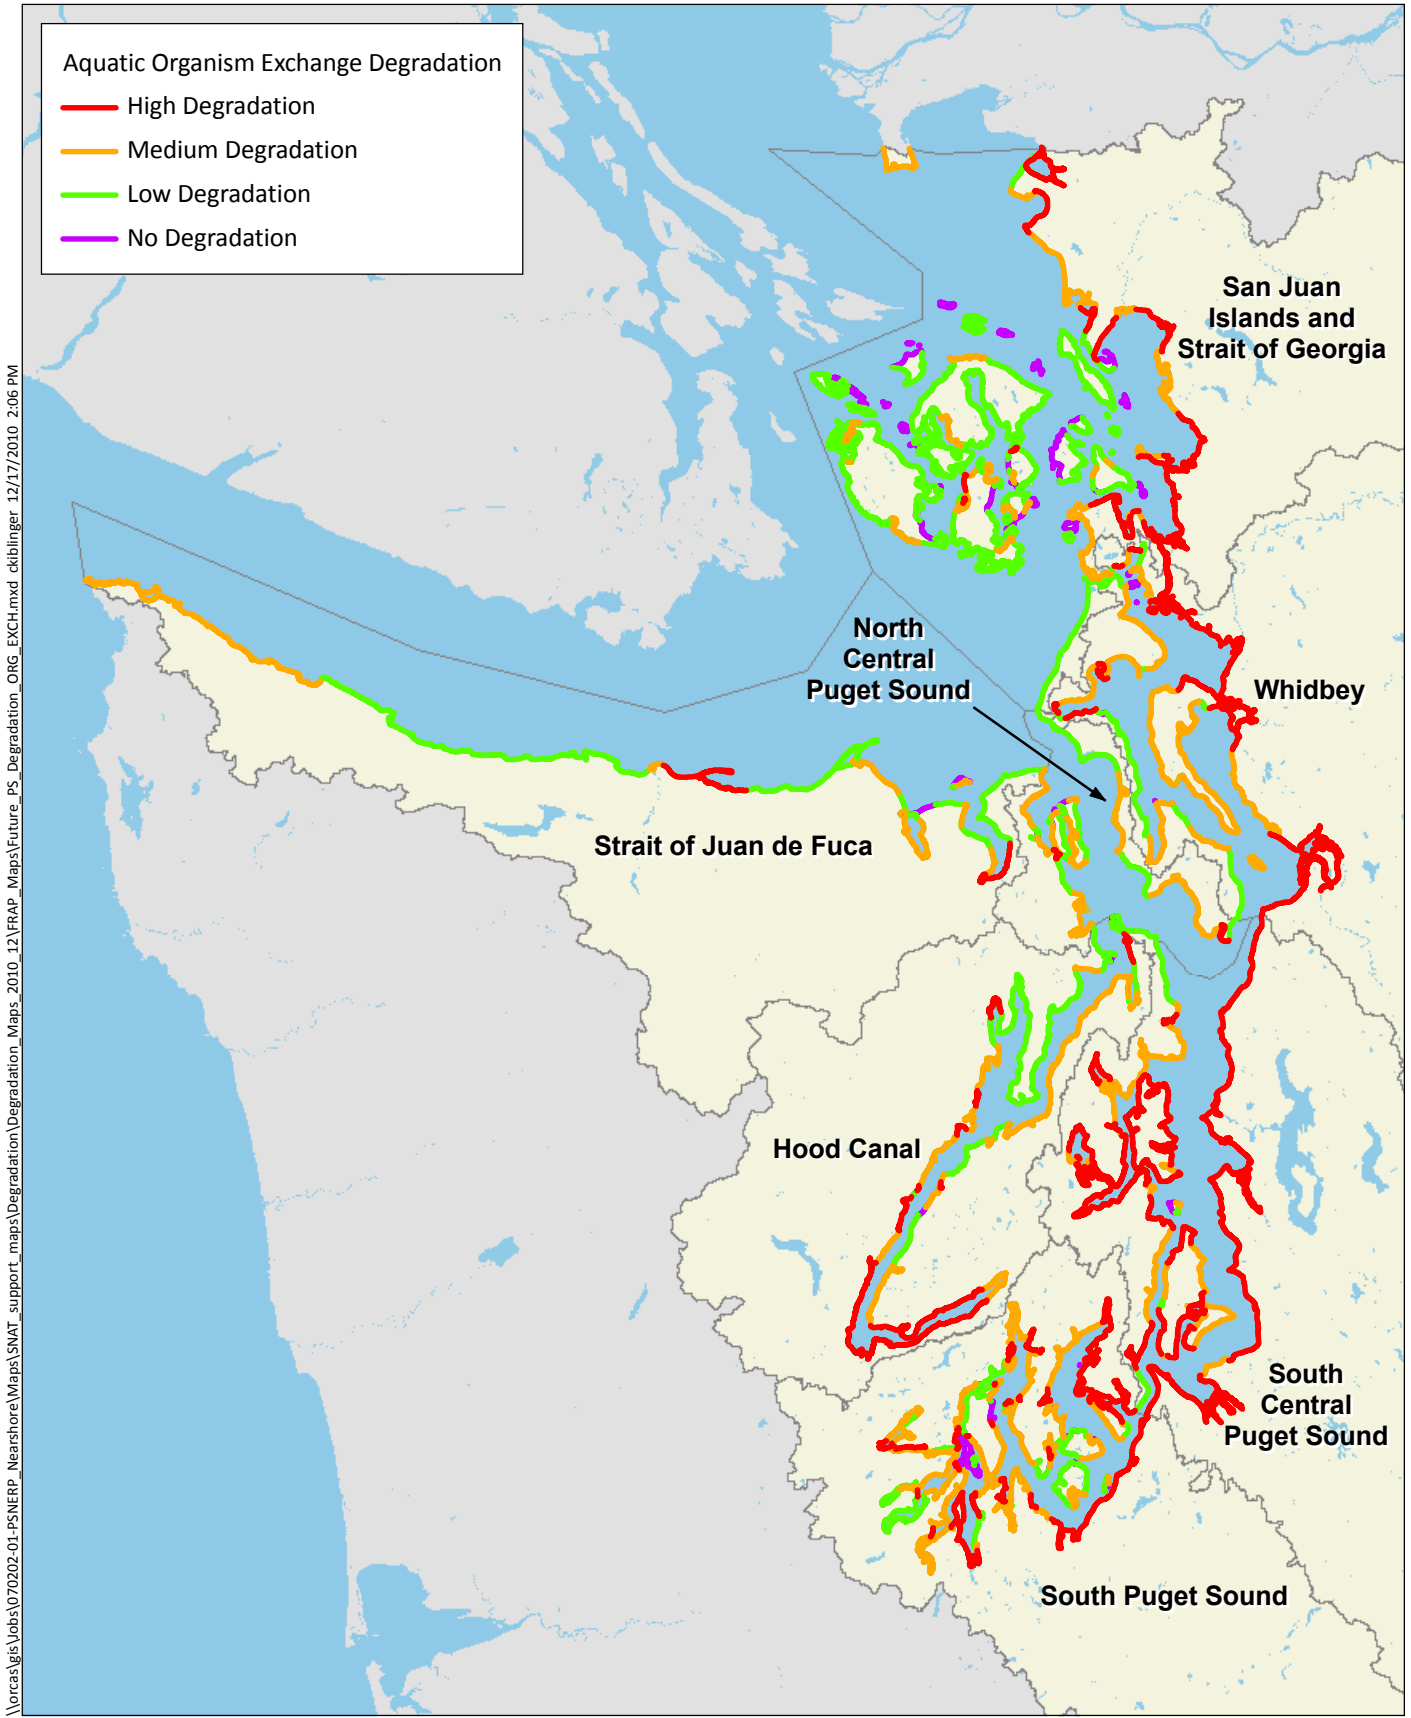 Aquatic Organism Exchange Degradation
High Degradation
Medium Degradation
Low Degradation
No Degradation
San Juan
Islands and
Strait of Georgia
North
Central
Puget Sound
Whidbey
Strait of Juan de Fuca
Hood Canal
South
Central
Puget Sound
South Puget Sound
\\orcas\gis\Jobs\070202-01-PSNERP_Nearshore\Maps\SNAT_support_maps\Degradation\Degradation_Maps_2010_12\FRAP_Maps\Future_PS_Degradation_ORG_EXCH.mxd ckiblinger 12/17/2010 2:06 PM